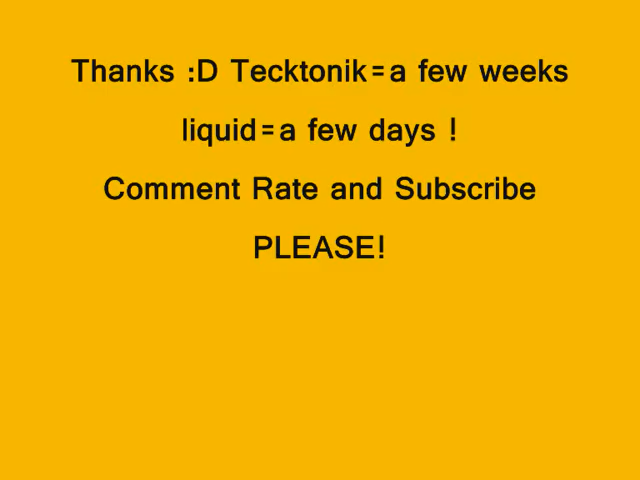 Thanks :D Tecktonik=a few weeks
liquid=a few days !
Comment Rate and Subscribe
PLEASE!